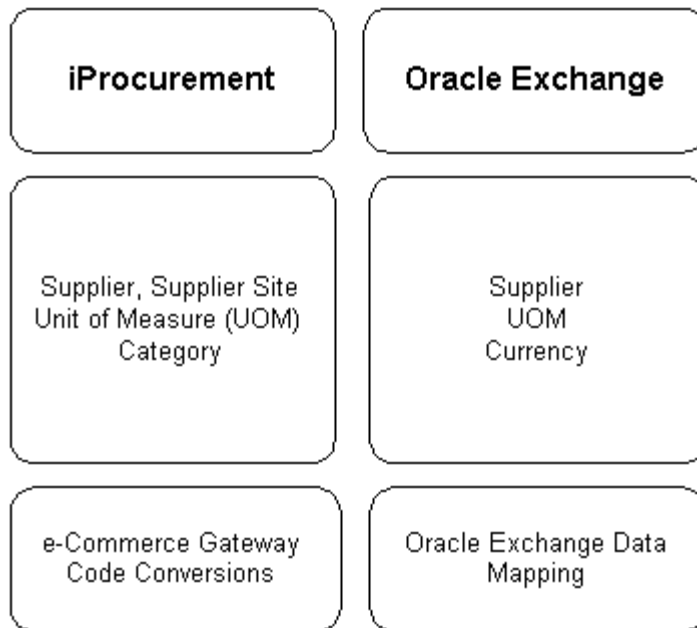 iProcurement
Oracle Exchange
Supplier, Supplier Site
Unit of Measure (UOM)
Category
Supplier
UOM
Currency
e-Commerce Gateway
Code Conversions
Oracle Exchange Data
Mapping